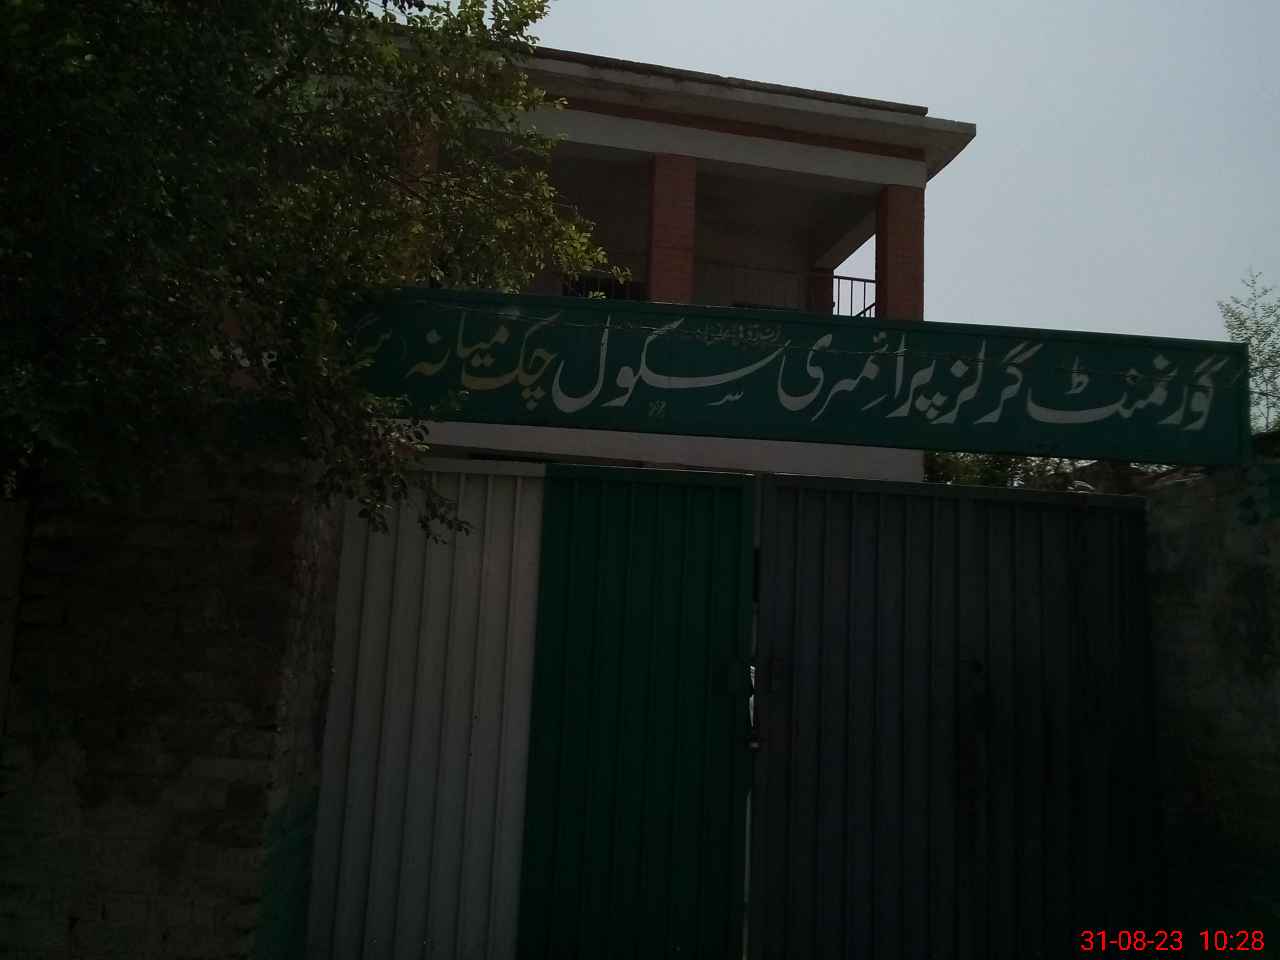 گورنمنٹ گرلز پرائمری سکول چک میانہ
31-08-23 10:28